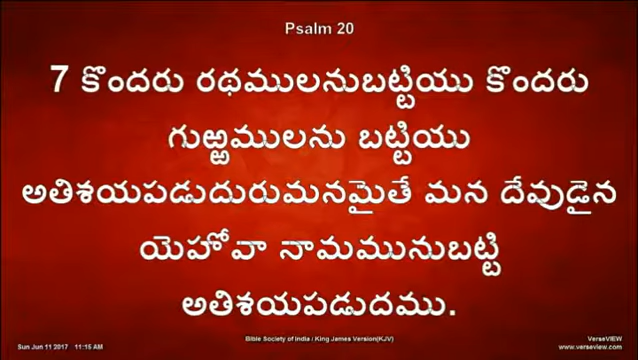 Psalm 20
7 కొందరు రథములనుబట్టియు కొందరు
గుఱ్ఱములను బట్టియు
అతిశయపడుదురుమనమైతే మన దేవుడైన
యెహోవా నామమునుబట్టి
అతిశయపడుదము.
Bible Society of India / King James Version(KJV)
Sun Jun 11 2017 11:15 AM
VerseVIEW
www.verseview.com